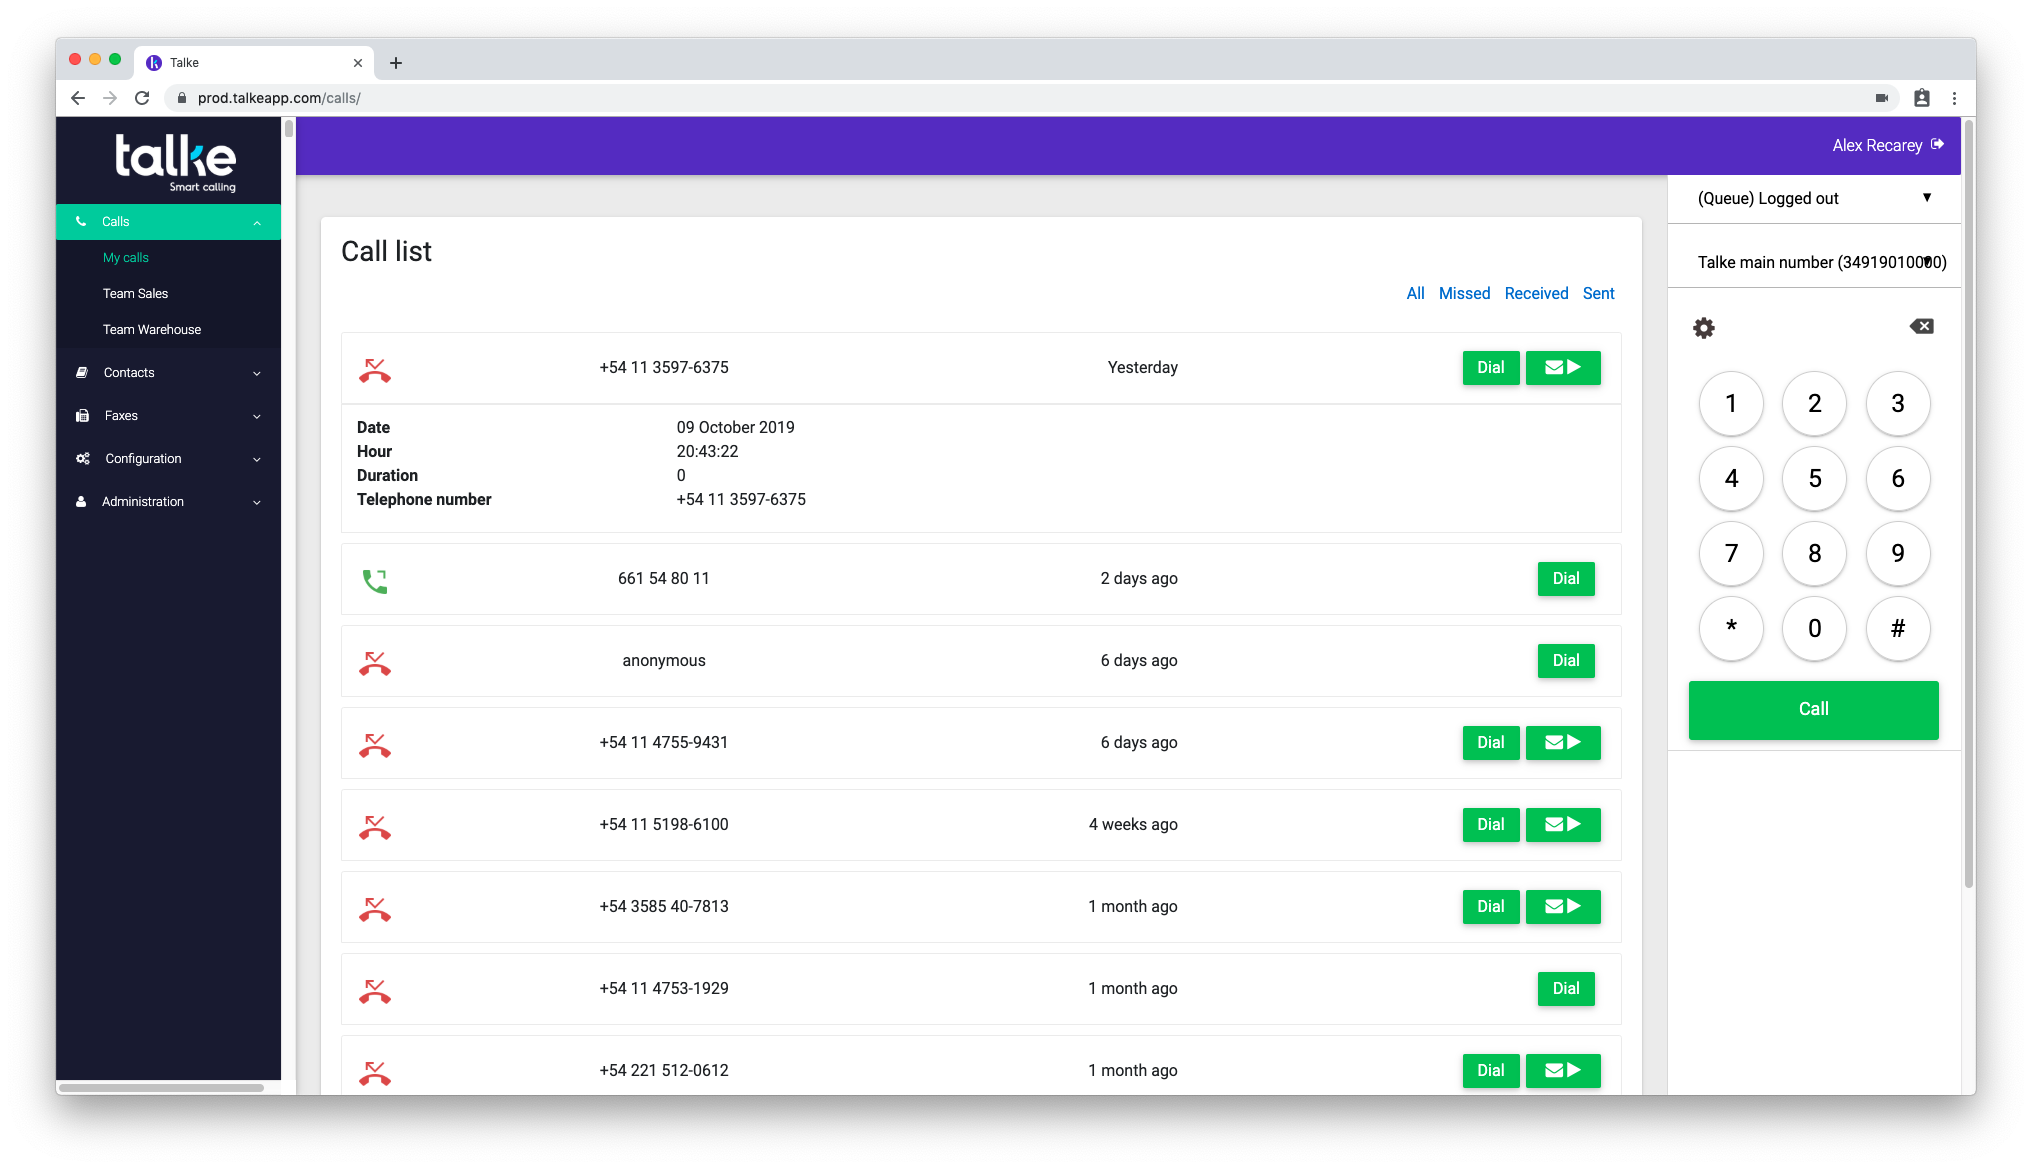 Talke
prod.talkeapp.com/calls/
talke
Smart calling
Alex Recarey
Calls
My calls
Team Sales
Team Warehouse
Contacts
Faxes
Configuration
Administration
Call list
All Missed Received Sent
+54 11 3597-6375 Yesterday Dial
Date 09 October 2019
Hour 20:43:22
Duration 0
Telephone number +54 11 3597-6375
661 54 80 11 2 days ago Dial
anonymous 6 days ago Dial
+54 11 4755-9431 6 days ago Dial
+54 11 5198-6100 4 weeks ago Dial
+54 3585 40-7813 1 month ago Dial
+54 11 4753-1929 1 month ago Dial
+54 221 512-0612 1 month ago Dial
(Queue) Logged out
Talke main number (34919010000)
1 2 3
4 5 6
7 8 9
* 0 #
Call